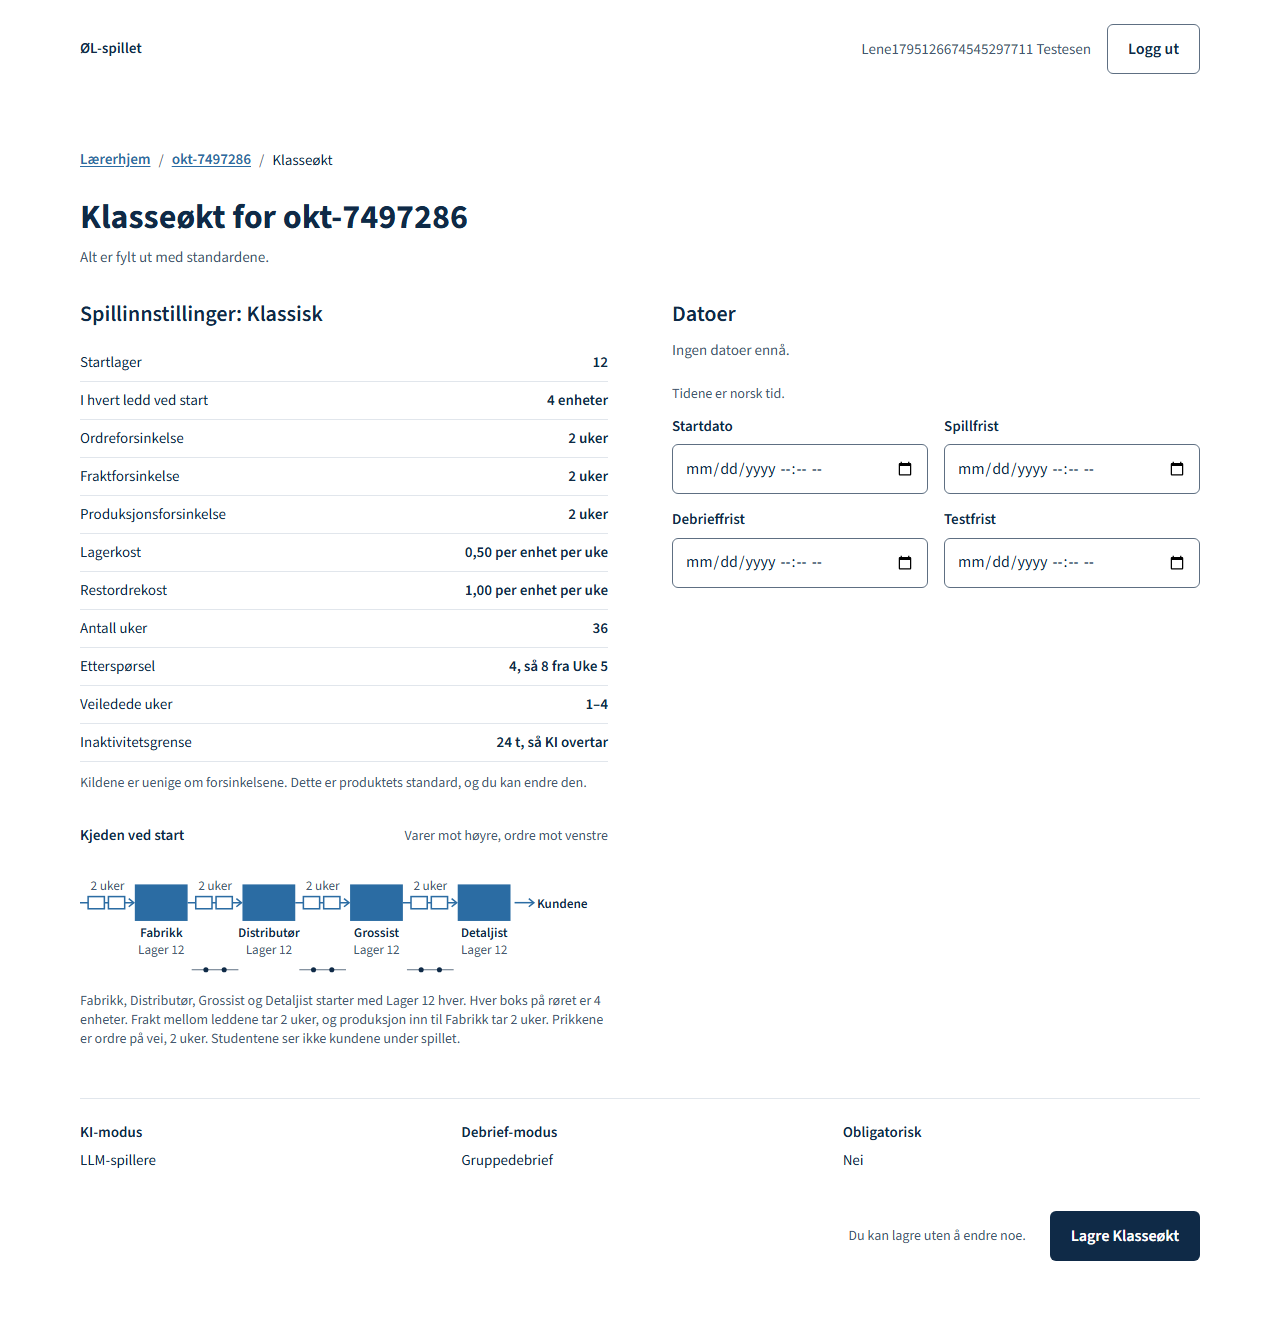 ØL-spillet
Lene1795126674545297711 Testesen
Logg ut
Lærerhjem / okt-7497286 / Klasseøkt
Klasseøkt for okt-7497286
Alt er fylt ut med standardene.
Spillinnstillinger: Klassisk
Startlager 12
I hvert ledd ved start 4 enheter
Ordreforsinkelse 2 uker
Fraktforsinkelse 2 uker
Produksjonsforsinkelse 2 uker
Lagerkost 0,50 per enhet per uke
Restordrekost 1,00 per enhet per uke
Antall uker 36
Etterspørsel 4, så 8 fra Uke 5
Veiledede uker 1–4
Inaktivitetsgrense 24 t, så KI overtar
Kildene er uenige om forsinkelsene. Dette er produktets standard, og du kan endre den.
Kjeden ved start
Varer mot høyre, ordre mot venstre
2 uker 2 uker 2 uker 2 uker
Kundene
Fabrikk Distributør Grossist Detaljist
Lager 12 Lager 12 Lager 12 Lager 12
Fabrikk, Distributør, Grossist og Detaljist starter med Lager 12 hver. Hver boks på røret er 4
enheter. Frakt mellom leddene tar 2 uker, og produksjon inn til Fabrikk tar 2 uker. Prikkene
er ordre på vei, 2 uker. Studentene ser ikke kundene under spillet.
Datoer
Ingen datoer ennå.
Tidene er norsk tid.
Startdato Spillfrist
mm/dd/yyyy --:-- -- mm/dd/yyyy --:-- --
Debrieffrist Testfrist
mm/dd/yyyy --:-- -- mm/dd/yyyy --:-- --
KI-modus Debrief-modus Obligatorisk
LLM-spillere Gruppedebrief Nei
Du kan lagre uten å endre noe.
Lagre Klasseøkt